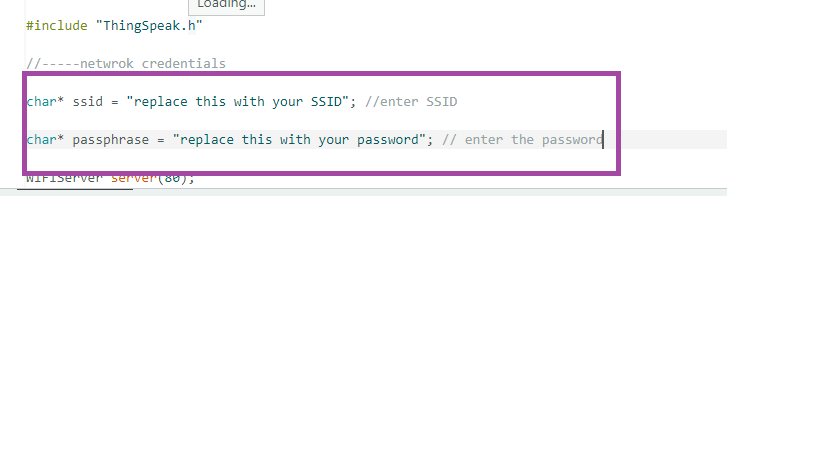 Loading...
#include "ThingSpeak.h"
//-----netwrok credentials
char* ssid = "replace this with your SSID"; //enter SSID
char* passphrase = "replace this with your password"; // enter the password
WiFiServer server(80);